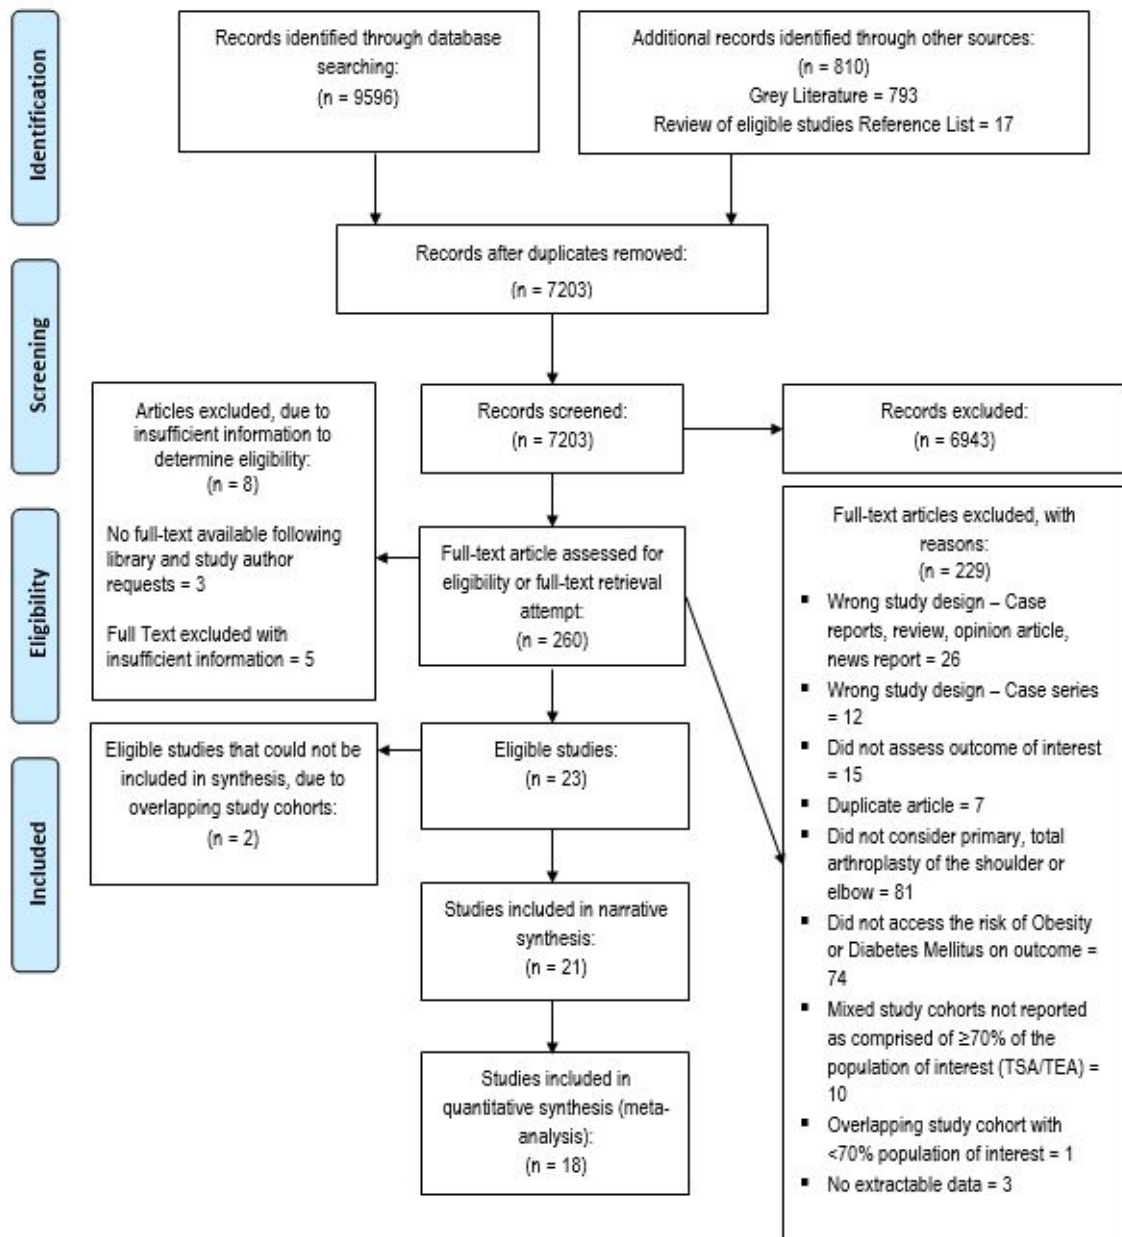 Identification
Records identified through database
searching:
(n = 9596)
Additional records identified through other sources:
(n = 810)
Grey Literature = 793
Review of eligible studies Reference List = 17
Records after duplicates removed:
(n = 7203)
Screening
Records screened:
(n = 7203)
Records excluded:
(n = 6943)
Articles excluded, due to
insufficient information to
determine eligibility:
(n = 8)
No full-text available following
library and study author
requests = 3
Full Text excluded with
insufficient information = 5
Eligibility
Full-text article assessed for
eligibility or full-text retrieval
attempt:
(n = 260)
Full-text articles excluded, with
reasons:
(n = 229)
▪ Wrong study design – Case
reports, review, opinion article,
news report = 26
▪ Wrong study design – Case series
= 12
▪ Did not assess outcome of interest
= 15
▪ Duplicate article = 7
▪ Did not consider primary, total
arthroplasty of the shoulder or
elbow = 81
▪ Did not access the risk of Obesity
or Diabetes Mellitus on outcome =
74
▪ Mixed study cohorts not reported
as comprised of ≥70% of the
population of interest (TSA/TEA) =
10
▪ Overlapping study cohort with
<70% population of interest = 1
▪ No extractable data = 3
Eligible studies that could not be
included in synthesis, due to
overlapping study cohorts:
(n = 2)
Eligible studies:
(n = 23)
Included
Studies included in narrative
synthesis:
(n = 21)
Studies included in
quantitative synthesis (meta-
analysis):
(n = 18)